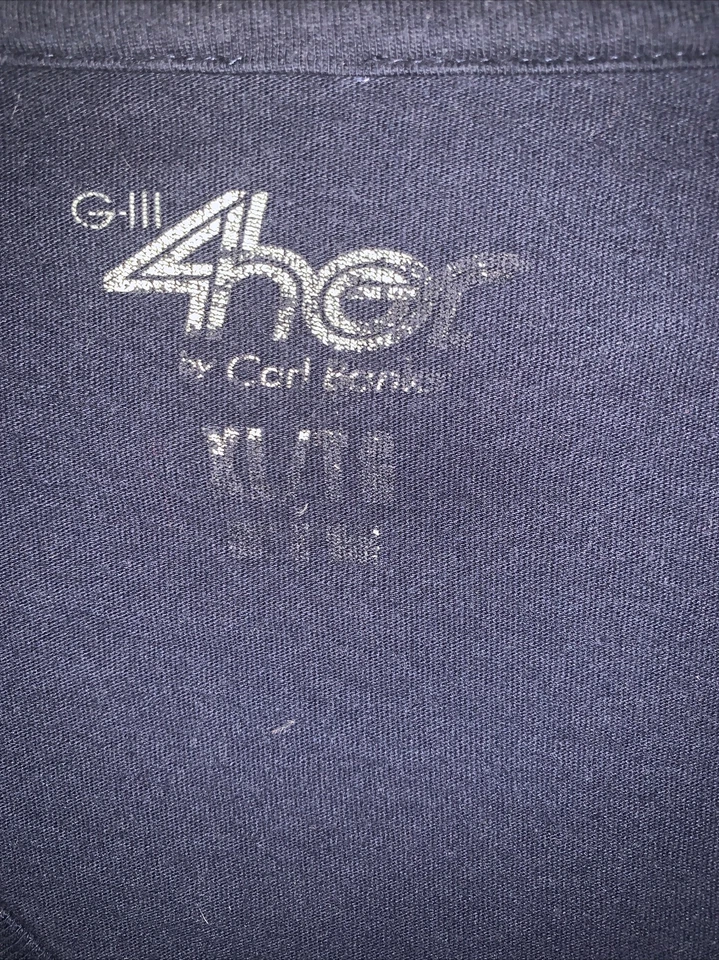 G-III
4her
by Carl Banks
XL/TG